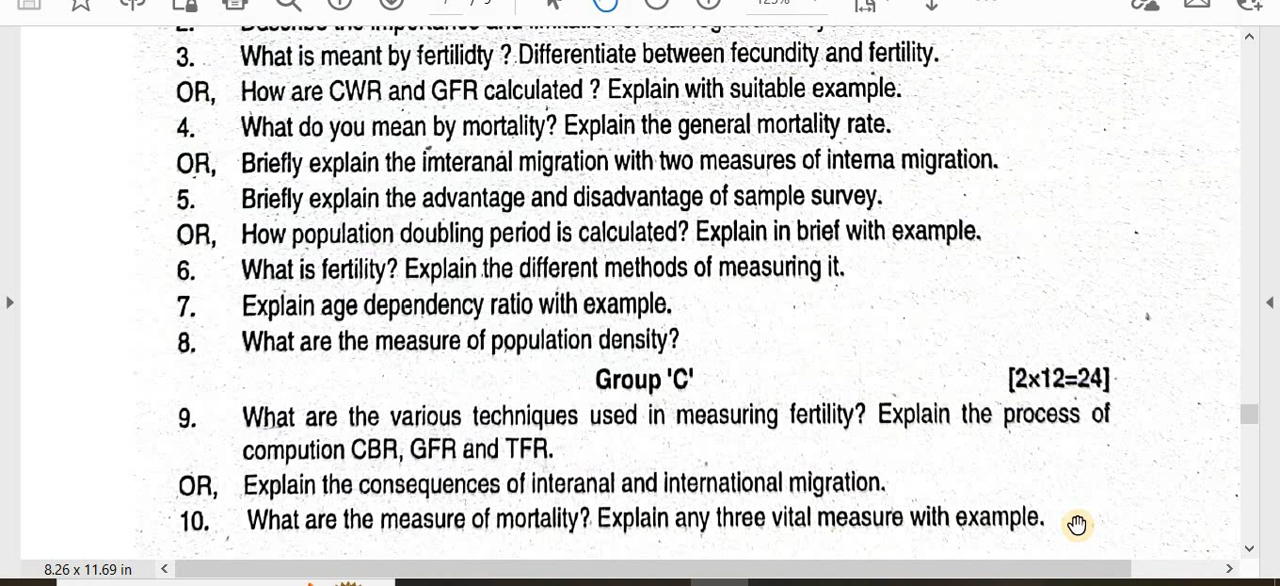 3. What is meant by fertilidty ? Differentiate between fecundity and fertility.
OR, How are CWR and GFR calculated ? Explain with suitable example.
4. What do you mean by mortality? Explain the general mortality rate.
OR, Briefly explain the imteranal migration with two measures of interna migration.
5. Briefly explain the advantage and disadvantage of sample survey.
OR, How population doubling period is calculated? Explain in brief with example.
6. What is fertility? Explain the different methods of measuring it.
7. Explain age dependency ratio with example.
8. What are the measure of population density?
Group 'C' [2x12=24]
9. What are the various techniques used in measuring fertility? Explain the process of
compution CBR, GFR and TFR.
OR, Explain the consequences of interanal and international migration.
10. What are the measure of mortality? Explain any three vital measure with example.
8.26 x 11.69 in